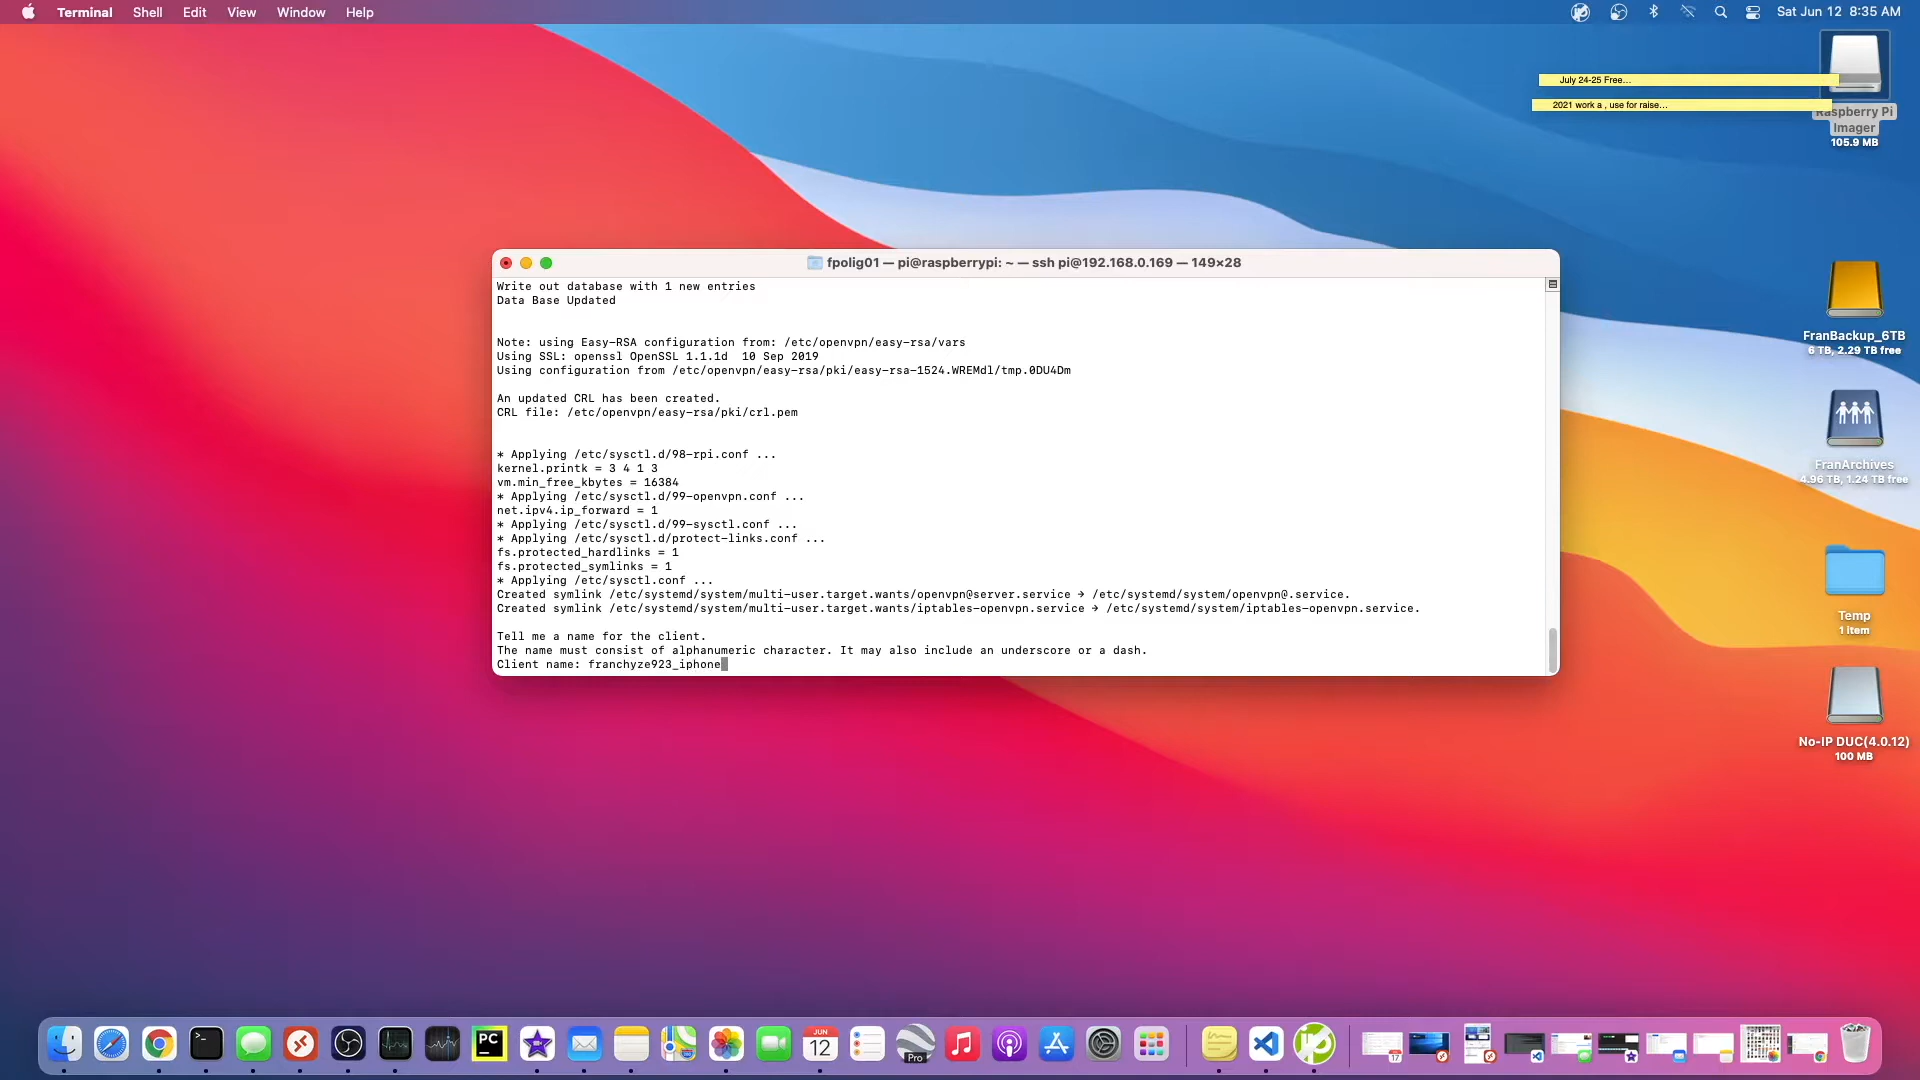 Terminal Shell Edit View Window Help
Sat Jun 12 8:35 AM
July 24-25 Free...
2021 work a , use for raise...
Raspberry Pi
Imager
105.9 MB
fpolig01 — pi@raspberrypi: ~ — ssh pi@192.168.0.169 — 149×28
Write out database with 1 new entries
Data Base Updated
Note: using Easy-RSA configuration from: /etc/openvpn/easy-rsa/vars
Using SSL: openssl OpenSSL 1.1.1d  10 Sep 2019
Using configuration from /etc/openvpn/easy-rsa/pki/easy-rsa-1524.WREMdl/tmp.0DU4Dm
An updated CRL has been created.
CRL file: /etc/openvpn/easy-rsa/pki/crl.pem
* Applying /etc/sysctl.d/98-rpi.conf ...
kernel.printk = 3 4 1 3
vm.min_free_kbytes = 16384
* Applying /etc/sysctl.d/99-openvpn.conf ...
net.ipv4.ip_forward = 1
* Applying /etc/sysctl.d/99-sysctl.conf ...
* Applying /etc/sysctl.d/protect-links.conf ...
fs.protected_hardlinks = 1
fs.protected_symlinks = 1
* Applying /etc/sysctl.conf ...
Created symlink /etc/systemd/system/multi-user.target.wants/openvpn@server.service → /etc/systemd/system/openvpn@.service.
Created symlink /etc/systemd/system/multi-user.target.wants/iptables-openvpn.service → /etc/systemd/system/iptables-openvpn.service.
Tell me a name for the client.
The name must consist of alphanumeric character. It may also include an underscore or a dash.
Client name: franchyze923_iphone
FranBackup_6TB
6 TB, 2.29 TB free
FranArchives
4.96 TB, 1.24 TB free
Temp
1 item
No-IP DUC(4.0.12)
100 MB
PC
JUN
12
Pro
17